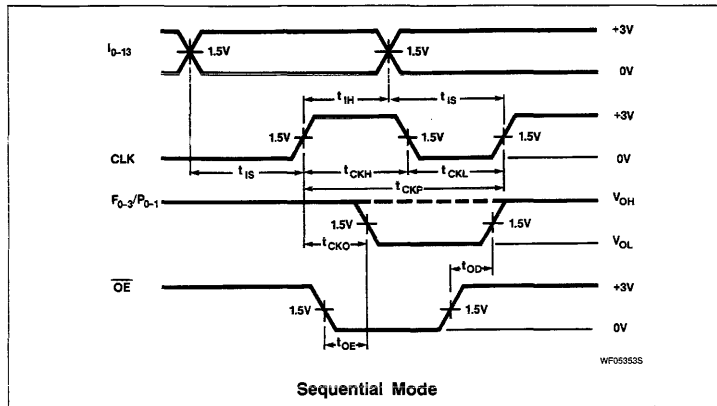 I0-13
1.5V
1.5V
+3V
0V
tIH
tIS
CLK
1.5V
1.5V
1.5V
+3V
0V
tIS
tCKH
tCKL
tCKP
F0-3/P0-1
1.5V
1.5V
VOH
VOL
tCKO
tOD
OE
1.5V
1.5V
+3V
0V
tOE
WF05353S
Sequential Mode